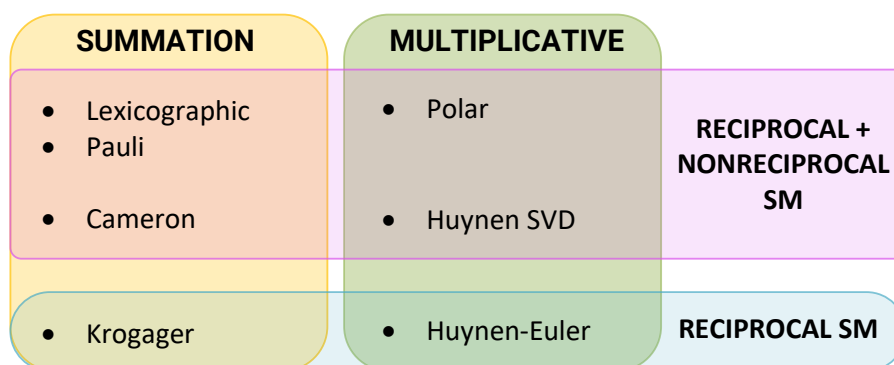 SUMMATION
MULTIPLICATIVE
• Lexicographic
• Pauli
• Cameron
• Polar
• Huynen SVD
RECIPROCAL +
NONRECIPROCAL
SM
• Krogager
• Huynen-Euler
RECIPROCAL SM